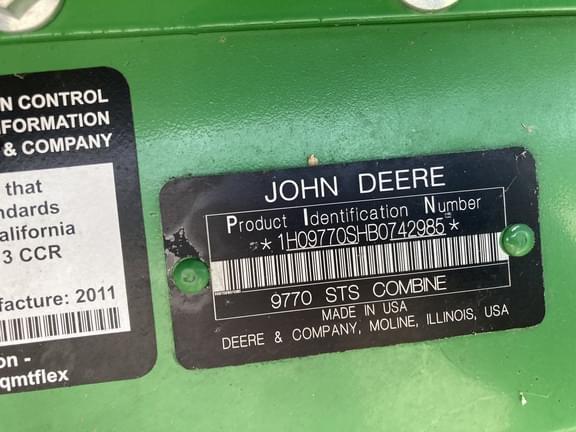 N CONTROL
FORMATION
& COMPANY
that
ndards
alifornia
3 CCR
facture: 2011
on -
qmtflex
JOHN DEERE
Product Identification Number
*1H09770SHB0742985*
9770 STS COMBINE
MADE IN USA
DEERE & COMPANY, MOLINE, ILLINOIS, USA